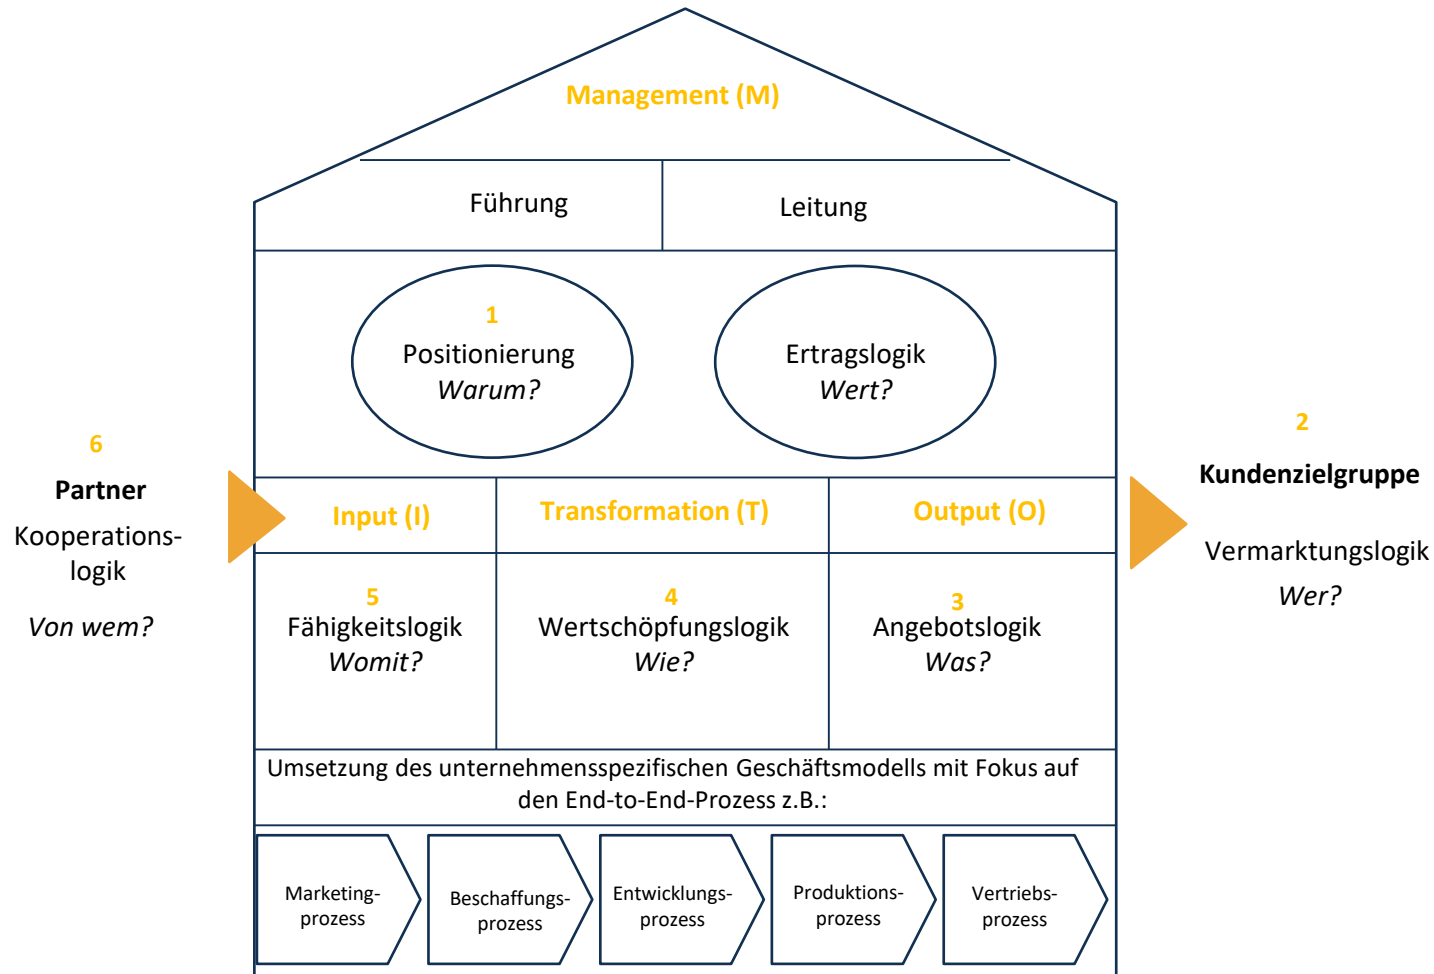 Management (M)
Führung
Leitung
1
Positionierung
Warum?
Ertragslogik
Wert?
6
Partner
Kooperations-
logik
Von wem?
2
Kundenzielgruppe
Vermarktungslogik
Wer?
Input (I)
Transformation (T)
Output (O)
5
Fähigkeitslogik
Womit?
4
Wertschöpfungslogik
Wie?
3
Angebotslogik
Was?
Umsetzung des unternehmensspezifischen Geschäftsmodells mit Fokus auf
den End-to-End-Prozess z.B.:
Marketing-
prozess
Beschaffungs-
prozess
Entwicklungs-
prozess
Produktions-
prozess
Vertriebs-
prozess